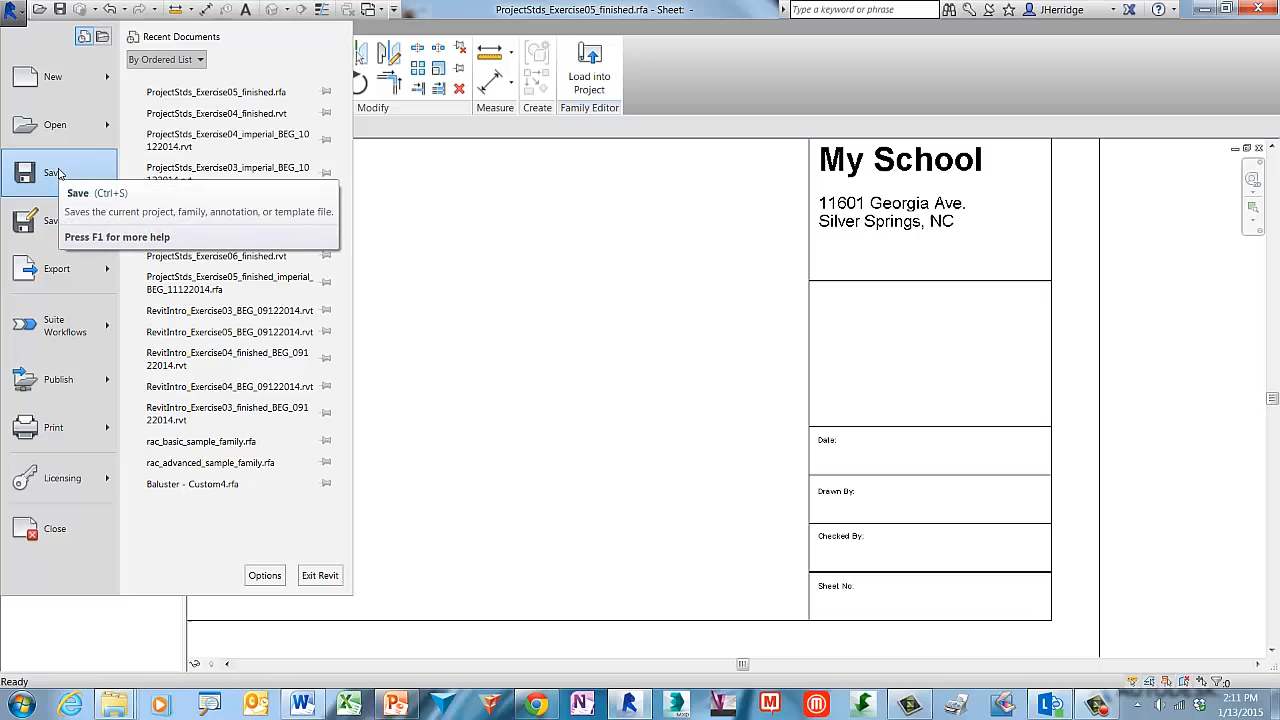 ProjectStds_Exercise05_finished.rfa - Sheet: -
Type a keyword or phrase
JHerridge
Recent Documents
By Ordered List
New
Open
Save
Sav
Export
Suite
Workflows
Publish
Print
Licensing
Close
ProjectStds_Exercise05_finished.rfa
ProjectStds_Exercise04_finished.rvt
ProjectStds_Exercise04_imperial_BEG_10
122014.rvt
ProjectStds_Exercise03_imperial_BEG_10
Save (Ctrl+S)
Saves the current project, family, annotation, or template file.
Press F1 for more help
ProjectStds_Exercise06_finished.rvt
ProjectStds_Exercise05_finished_imperial_
BEG_11122014.rfa
RevitIntro_Exercise03_BEG_09122014.rvt
RevitIntro_Exercise05_BEG_09122014.rvt
RevitIntro_Exercise04_finished_BEG_091
22014.rvt
RevitIntro_Exercise04_BEG_09122014.rvt
RevitIntro_Exercise03_finished_BEG_091
22014.rvt
rac_basic_sample_family.rfa
rac_advanced_sample_family.rfa
Baluster - Custom4.rfa
Options
Exit Revit
Load into
Project
Modify
Measure
Create
Family Editor
My School
11601 Georgia Ave.
Silver Springs, NC
Date:
Drawn By:
Checked By:
Sheet No:
Ready
:0
2:11 PM
1/13/2015